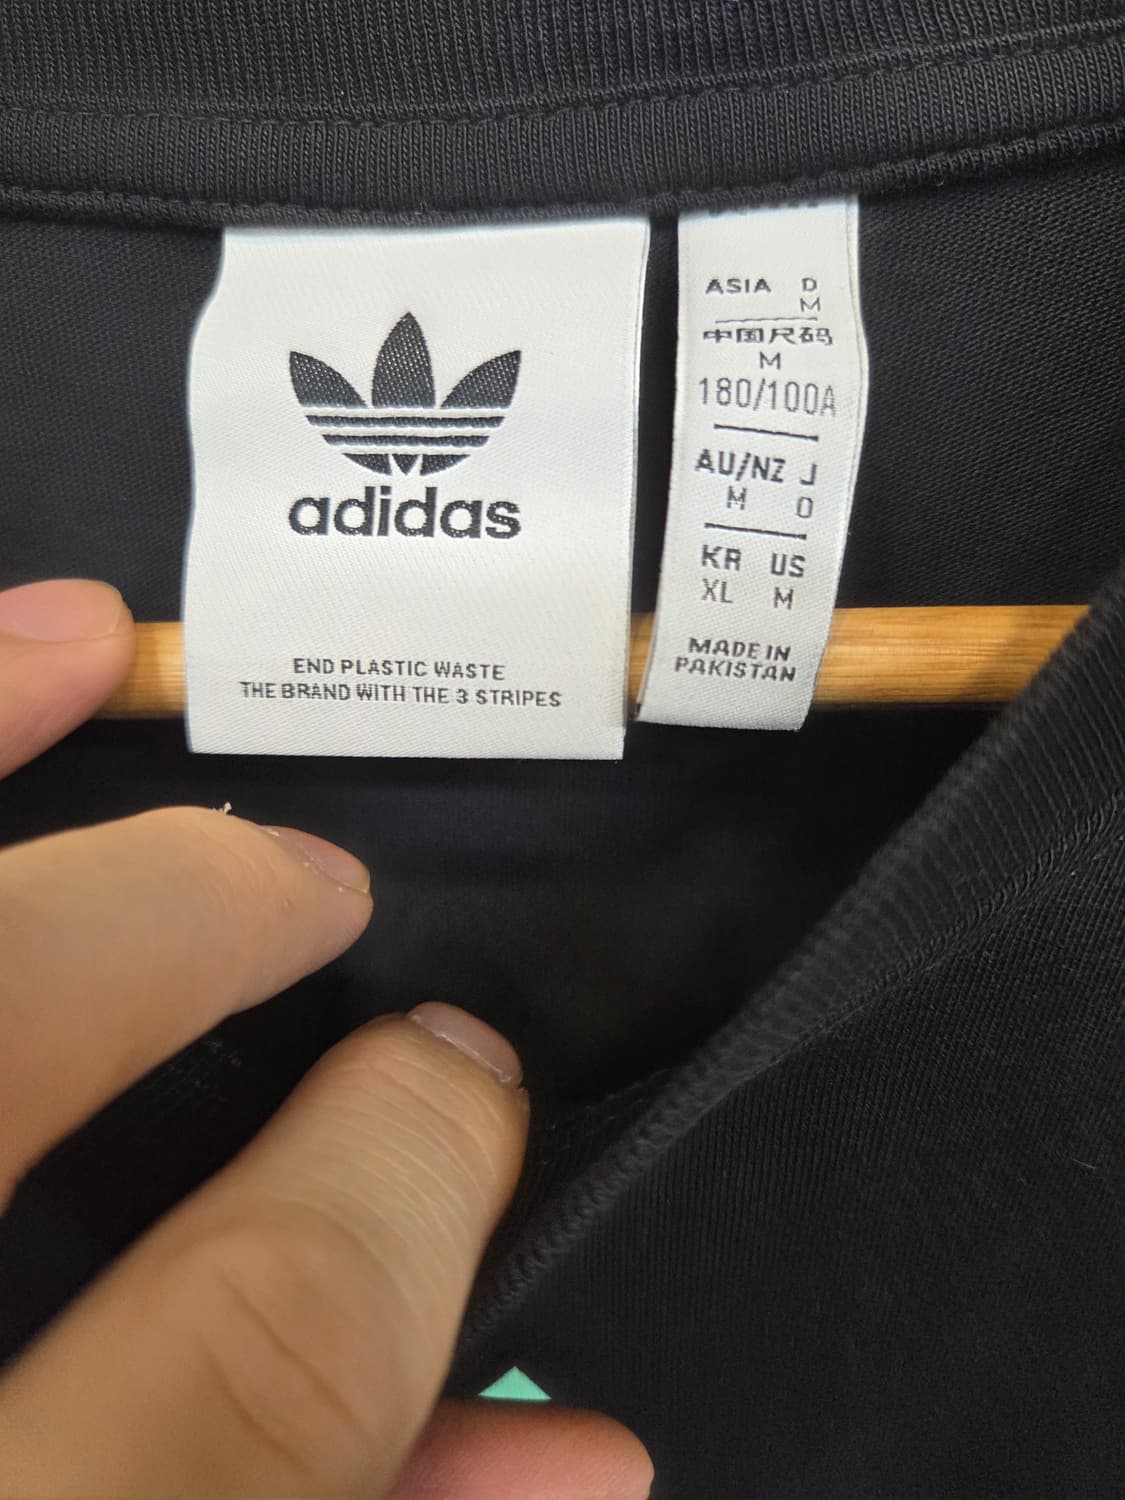 adidas
END PLASTIC WASTE
THE BRAND WITH THE 3 STRIPES
ASIA D
M
中国尺码
M
180/100A
AU/NZ J
M O
KR US
XL M
MADE IN
PAKISTAN